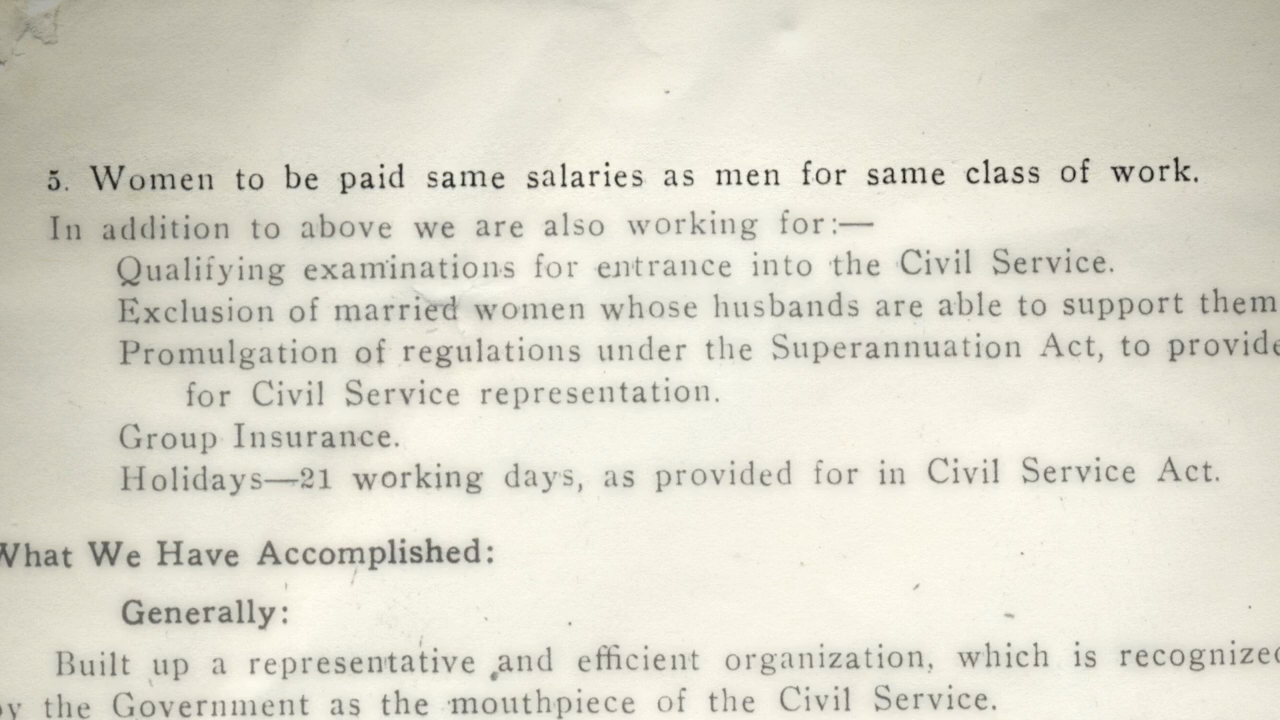 5. Women to be paid same salaries as men for same class of work.
In addition to above we are also working for:—
Qualifying examinations for entrance into the Civil Service.
Exclusion of married women whose husbands are able to support them
Promulgation of regulations under the Superannuation Act, to provide
for Civil Service representation.
Group Insurance.
Holidays—21 working days, as provided for in Civil Service Act.
What We Have Accomplished:
Generally:
Built up a representative and efficient organization, which is recognized
by the Government as the mouthpiece of the Civil Service.